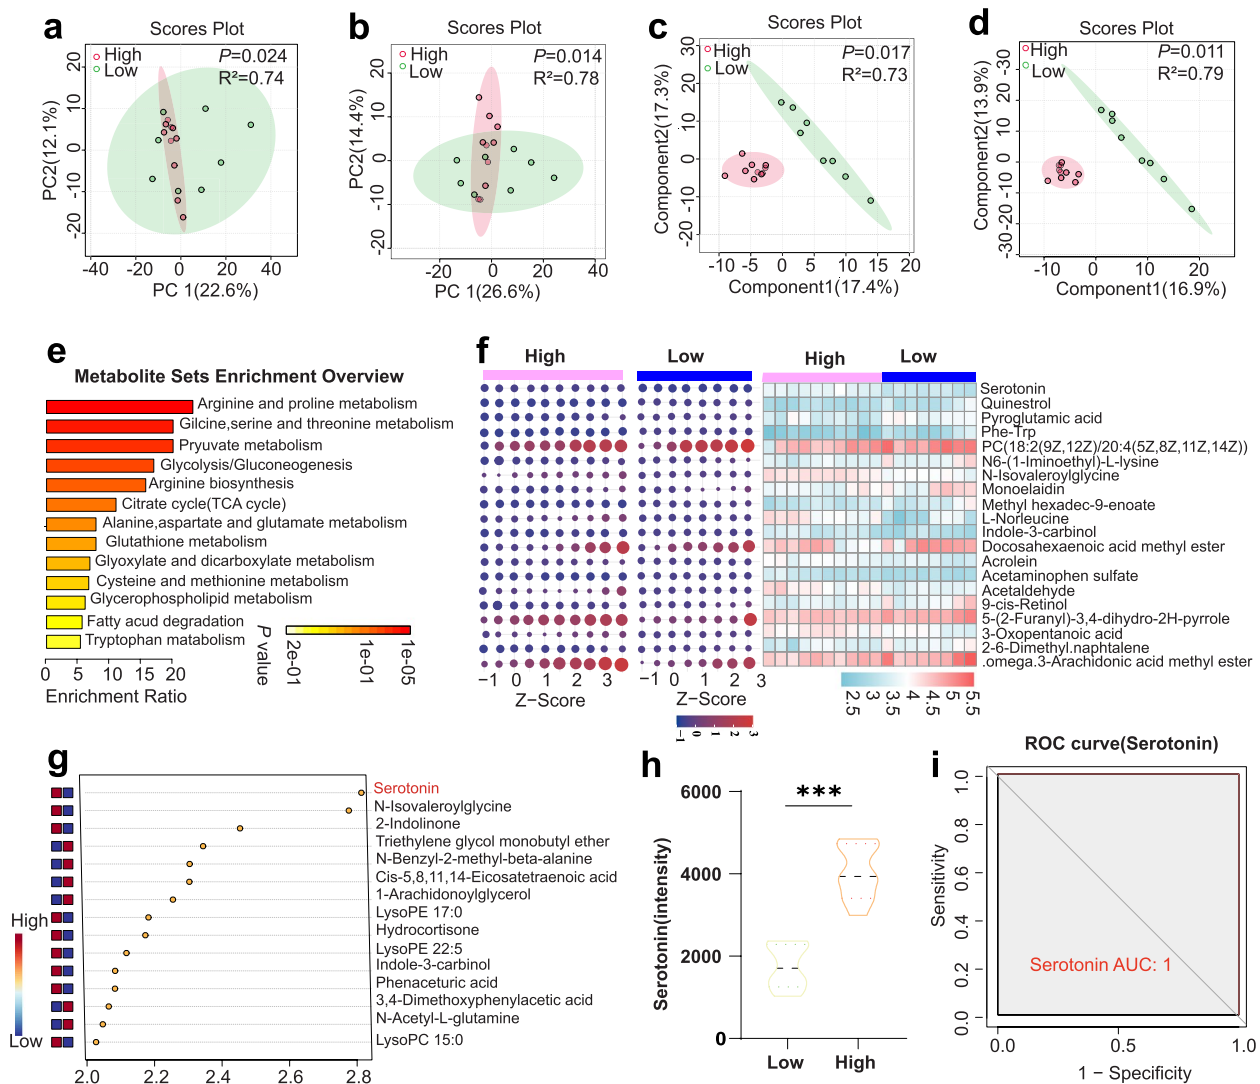 a
Scores Plot
High
Low
P=0.024
R²=0.74
PC2(12.1%)
20
10
0
-10
-20
-40
-20
0
20
40
PC 1(22.6%)
b
Scores Plot
High
Low
P=0.014
R²=0.78
PC2(14.4%)
20
10
0
-10
-20
-40
-20
0
20
40
PC 1(26.6%)
c
Scores Plot
High
Low
P=0.017
R²=0.73
Component2(17.3%)
30
20
10
0
-10
-20
-10
-5
0
5
10
15
20
Component1(17.4%)
d
Scores Plot
High
Low
P=0.011
R²=0.79
Component2(13.9%)
-30
-20
10
0
-10
-20
-30
-10
0
10
20
Component1(16.9%)
e
Metabolite Sets Enrichment Overview
Arginine and proline metabolism
Gilcine,serine and threonine metabolism
Pryuvate metabolism
Glycolysis/Gluconeogenesis
Arginine biosynthesis
Citrate cycle(TCA cycle)
Alanine,aspartate and glutamate metabolism
Glutathione metabolism
Glyoxylate and dicarboxylate metabolism
Cysteine and methionine metabolism
Glycerophospholipid metabolism
Fatty acud degradation
Tryptophan matabolism
0 5 10 15 20
Enrichment Ratio
P value
2e-01
1e-01
1e-05
f
High
Low
High
Low
Serotonin
Quinestrol
Pyroglutamic acid
Phe-Trp
PC(18:2(9Z,12Z)/20:4(5Z,8Z,11Z,14Z))
N6-(1-Iminoethyl)-L-lysine
N-Isovaleroylglycine
Monoelaidin
Methyl hexadec-9-enoate
L-Norleucine
Indole-3-carbinol
Docosahexaenoic acid methyl ester
Acrolein
Acetaminophen sulfate
Acetaldehyde
9-cis-Retinol
5-(2-Furanyl)-3,4-dihydro-2H-pyrrole
3-Oxopentanoic acid
2-6-Dimethyl.naphtalene
.omega.3-Arachidonic acid methyl ester
−1 0 1 2 3
Z−Score
−1 0 1 2 3
Z−Score
-1 0 1 2 3
2.5 3 3.5 4 4.5 5 5.5
g
Serotonin
N-Isovaleroylglycine
2-Indolinone
Triethylene glycol monobutyl ether
N-Benzyl-2-methyl-beta-alanine
Cis-5,8,11,14-Eicosatetraenoic acid
1-Arachidonoylglycerol
LysoPE 17:0
Hydrocortisone
LysoPE 22:5
Indole-3-carbinol
Phenaceturic acid
3,4-Dimethoxyphenylacetic acid
N-Acetyl-L-glutamine
LysoPC 15:0
High
Low
2.0 2.2 2.4 2.6 2.8
h
Serotonin(intensity)
6000
4000
2000
0
***
Low
High
i
ROC curve(Serotonin)
Sensitivity
1.0
0.8
0.6
0.4
0.2
0.0
Serotonin AUC: 1
0.0 0.5 1.0
1 − Specificity